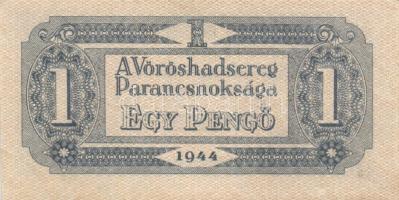 1
A Vöröshadsereg
1 Parancsnoksága 1
EGY PENGŐ
1944